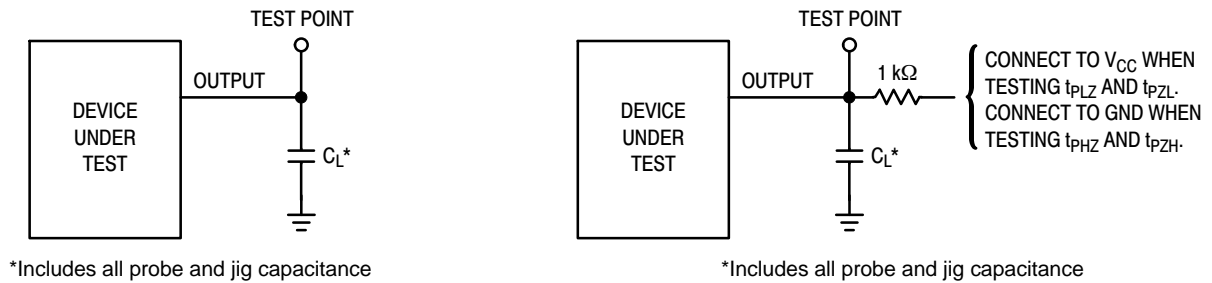 TEST POINT
OUTPUT
DEVICE
UNDER
TEST
C_L*
*Includes all probe and jig capacitance
TEST POINT
OUTPUT
1 kΩ
DEVICE
UNDER
TEST
C_L*
CONNECT TO V_CC WHEN
TESTING t_PLZ AND t_PZL.
CONNECT TO GND WHEN
TESTING t_PHZ AND t_PZH.
*Includes all probe and jig capacitance